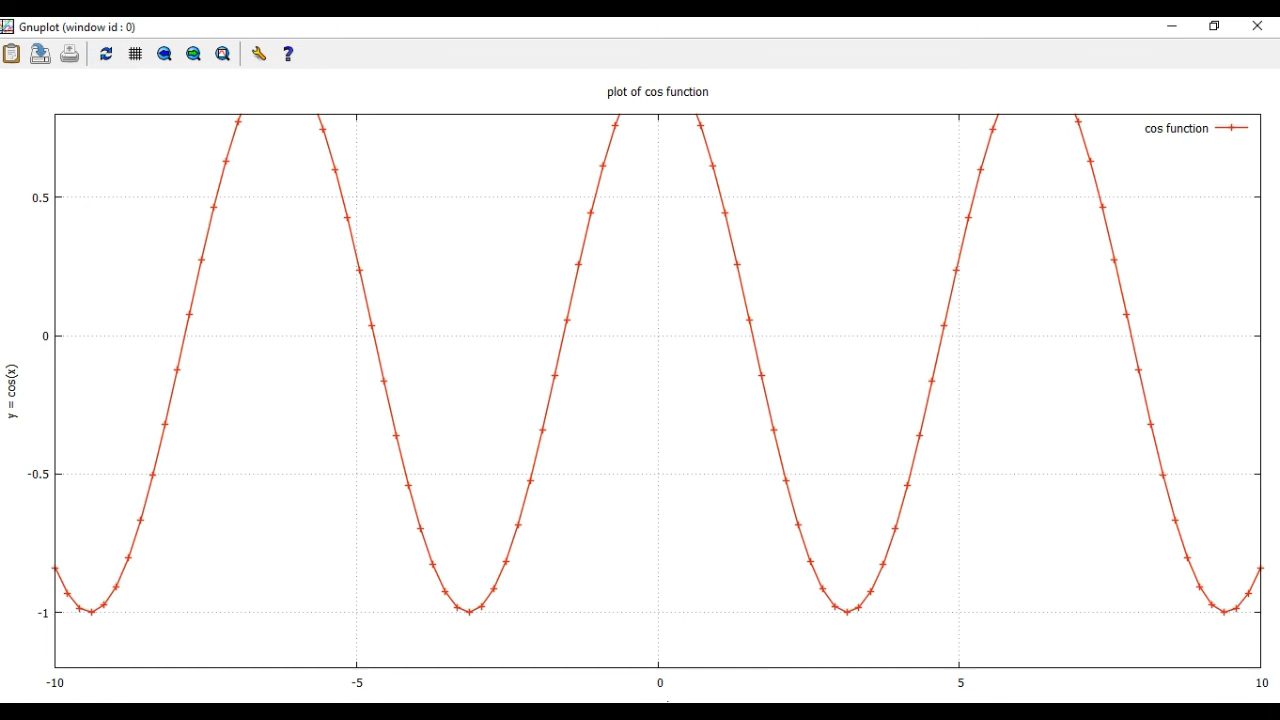 Gnuplot (window id : 0)
plot of cos function
cos function
0.5
0
-0.5
-1
y = cos(x)
-10 -5 0 5 10